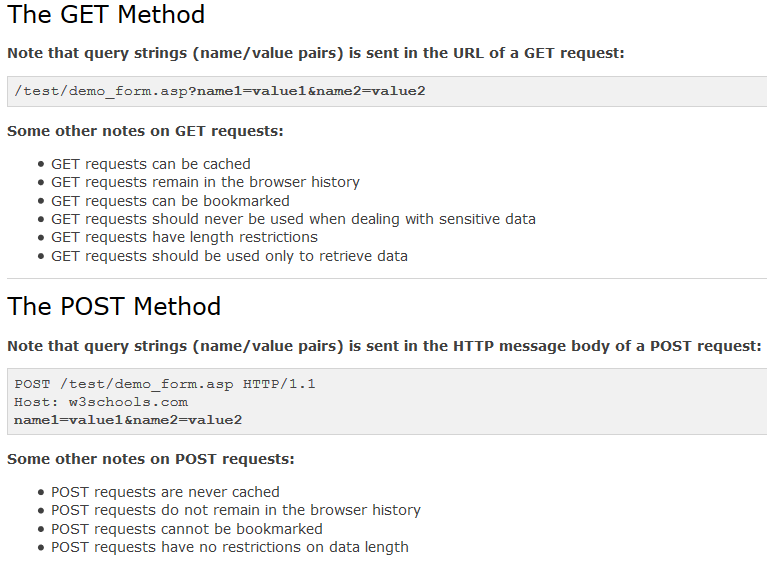 The GET Method
Note that query strings (name/value pairs) is sent in the URL of a GET request:
/test/demo_form.asp?name1=value1&name2=value2
Some other notes on GET requests:
• GET requests can be cached
• GET requests remain in the browser history
• GET requests can be bookmarked
• GET requests should never be used when dealing with sensitive data
• GET requests have length restrictions
• GET requests should be used only to retrieve data
The POST Method
Note that query strings (name/value pairs) is sent in the HTTP message body of a POST request:
POST /test/demo_form.asp HTTP/1.1
Host: w3schools.com
name1=value1&name2=value2
Some other notes on POST requests:
• POST requests are never cached
• POST requests do not remain in the browser history
• POST requests cannot be bookmarked
• POST requests have no restrictions on data length